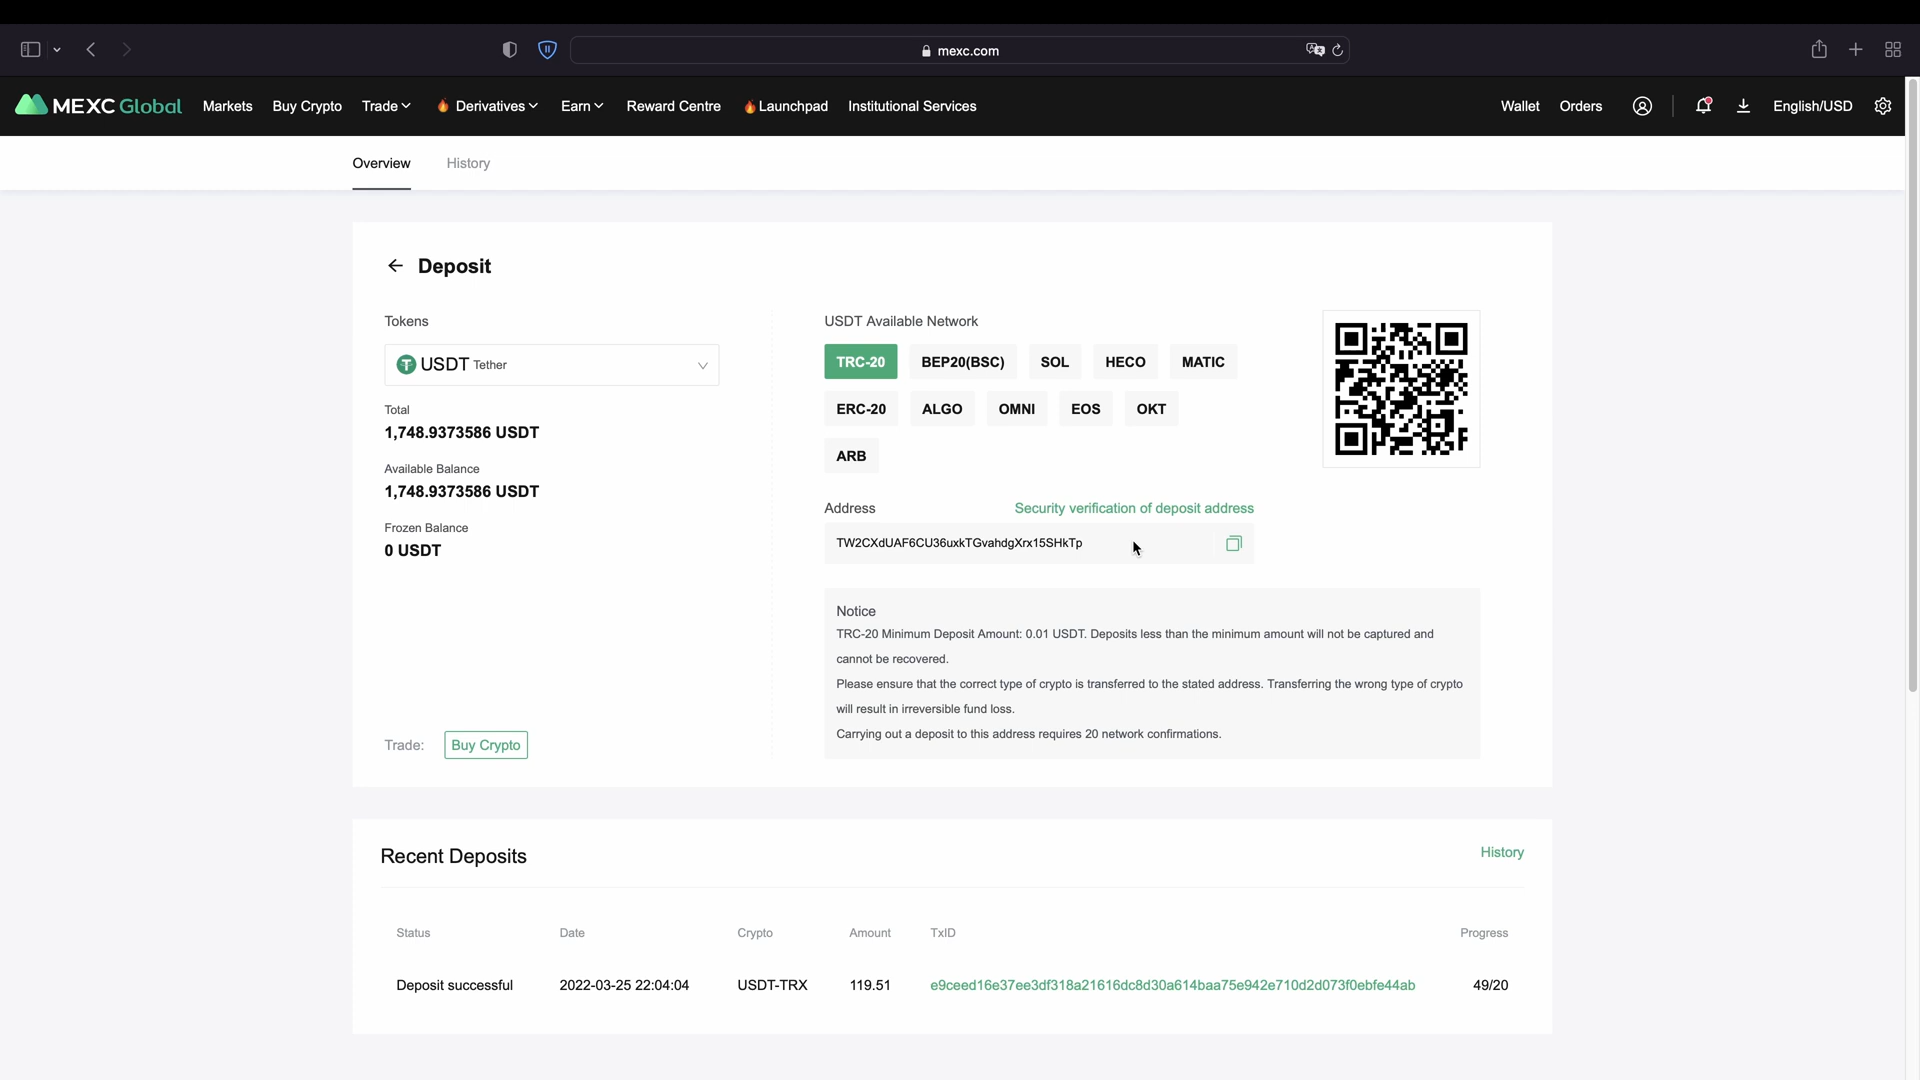 mexc.com
MEXC Global Markets Buy Crypto Trade Derivatives Earn Reward Centre Launchpad Institutional Services Wallet Orders English/USD
Overview History
Deposit
Tokens
USDT Tether
Total
1,748.9373586 USDT
Available Balance
1,748.9373586 USDT
Frozen Balance
0 USDT
Trade: Buy Crypto
USDT Available Network
TRC-20 BEP20(BSC) SOL HECO MATIC
ERC-20 ALGO OMNI EOS OKT
ARB
Address Security verification of deposit address
TW2CXdUAF6CU36uxkTGvahdgXrx15SHkTp
Notice
TRC-20 Minimum Deposit Amount: 0.01 USDT. Deposits less than the minimum amount will not be captured and
cannot be recovered.
Please ensure that the correct type of crypto is transferred to the stated address. Transferring the wrong type of crypto
will result in irreversible fund loss.
Carrying out a deposit to this address requires 20 network confirmations.
Recent Deposits History
Status Date Crypto Amount TxID Progress
Deposit successful 2022-03-25 22:04:04 USDT-TRX 119.51 e9ceed16e37ee3df318a21616dc8d30a614baa75e942e710d2d073f0ebfe44ab 49/20